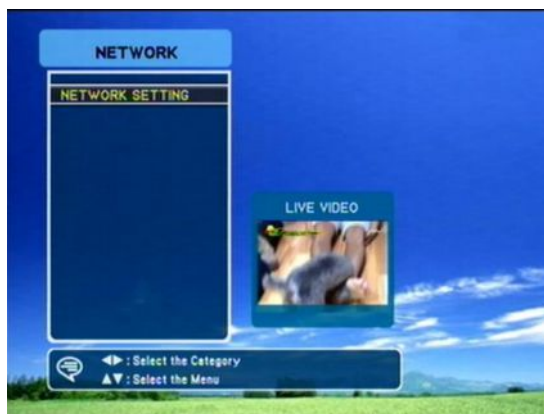 NETWORK
NETWORK SETTING
LIVE VIDEO
◀▶ : Select the Category
▲▼ : Select the Menu